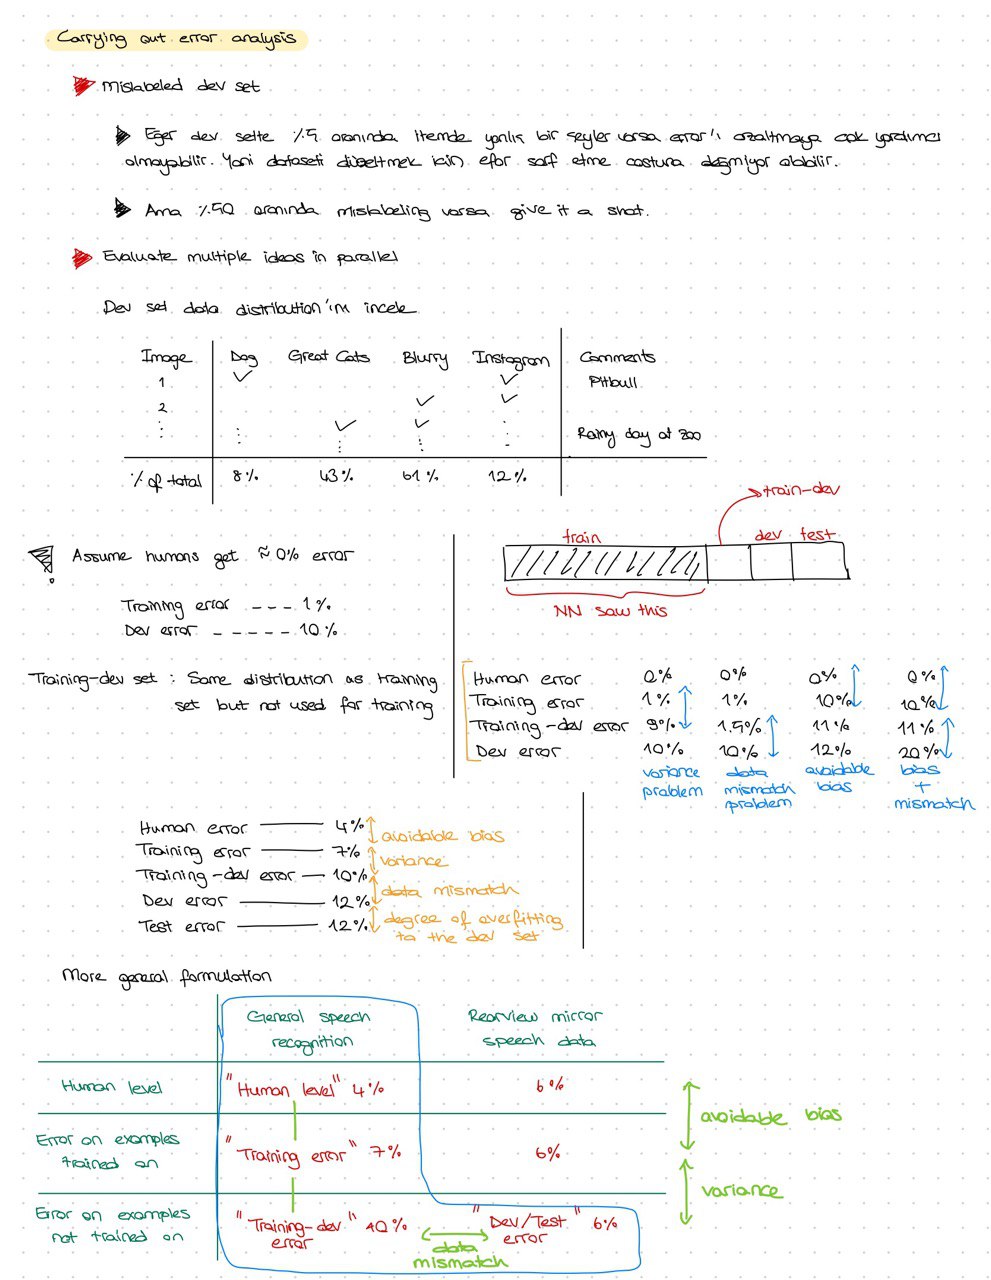 Carrying out error analysis
Mislabeled dev set
Eğer dev sette %5 oranında itemde yanlış bir şeyler varsa error'ı azaltmaya çok yardımcı
olmayabilir. Yani dataseti düzeltmek için efor sarf etme costuna değmiyor olabilir.
Ama %50 oranında mislabeling varsa give it a shot.
Evaluate multiple ideas in parallel
Dev set data distribution'ını incele
Image Dog Great Cats Blurry Instagram Comments
1 ✓ ✓ Pitbull
2 ✓ ✓
⋮ ⋮ ✓ ✓ ⋮ Rainy day at zoo
⋮ ⋮
% of total 8% 43% 61% 12%
train-dev
train dev test
NN saw this
Assume humans get ≈ 0% error
Training error --- 1%
Dev error ----- 10%
Training-dev set : Same distribution as training
set but not used for training
Human error 0% 0% 0% 0%
Training error 1% 1% 10% 10%
Training-dev error 9% 1.5% 11% 11%
Dev error 10% 10% 12% 20%
variance data avoidable bias
problem mismatch bias +
problem mismatch
Human error 4% avoidable bias
Training error 7% variance
Training-dev error 10% data mismatch
Dev error 12% degree of overfitting
Test error 12% to the dev set
More general formulation
General speech Rearview mirror
recognition speech data
Human level "Human level" 4% 6% avoidable bias
Error on examples "Training error" 7% 6%
trained on
variance
Error on examples "Training-dev" 10% "Dev/Test" 6%
not trained on error error
data
mismatch